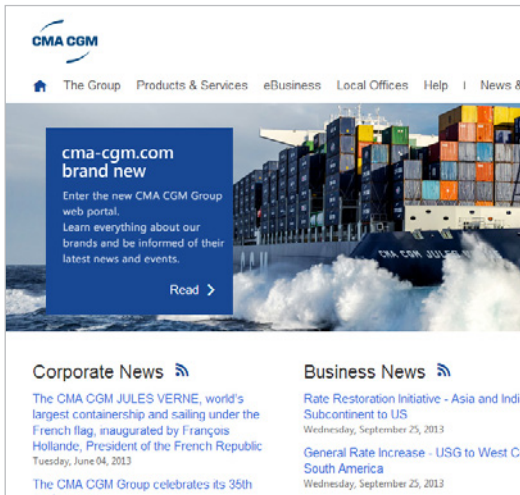 CMA CGM
The Group Products & Services eBusiness Local Offices Help | News &
cma-cgm.com
brand new
Enter the new CMA CGM Group
web portal.
Learn everything about our
brands and be informed of their
latest news and events.
Read >
CMA CGM JULES
Corporate News
The CMA CGM JULES VERNE, world's
largest containership and sailing under the
French flag, inaugurated by François
Hollande, President of the French Republic
Tuesday, June 04, 2013
The CMA CGM Group celebrates its 35th
Business News
Rate Restoration Initiative - Asia and Indi
Subcontinent to US
Wednesday, September 25, 2013
General Rate Increase - USG to West C
South America
Wednesday, September 25, 2013